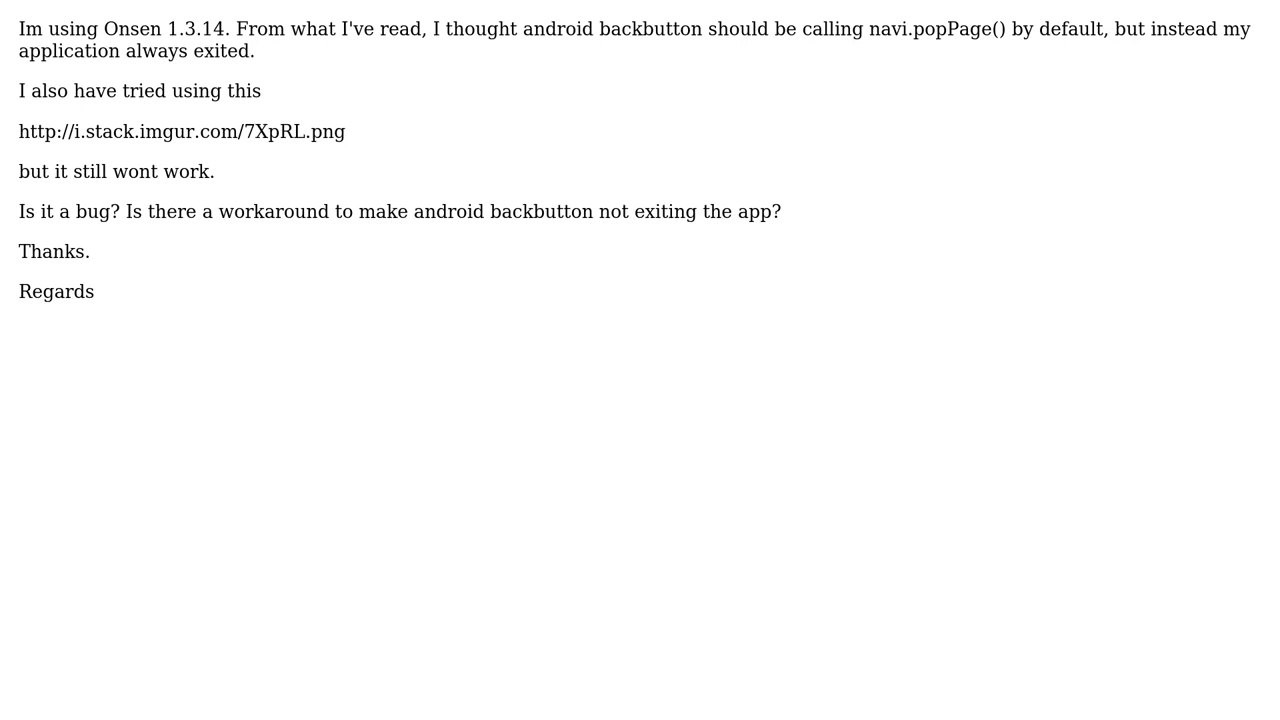 Im using Onsen 1.3.14. From what I've read, I thought android backbutton should be calling navi.popPage() by default, but instead my
application always exited.
I also have tried using this
http://i.stack.imgur.com/7XpRL.png
but it still wont work.
Is it a bug? Is there a workaround to make android backbutton not exiting the app?
Thanks.
Regards